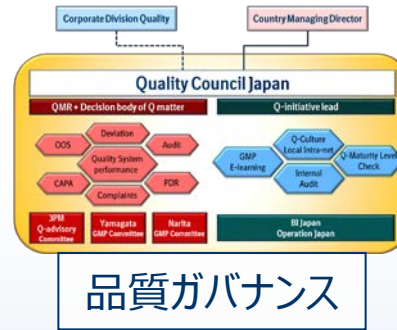 Corporate Division Quality
Country Managing Director
Quality Council Japan
QMR + Decision body of Q matter
Q-initiative lead
Deviation
OOS
Audit
Quality System
performance
CAPA
PDR
Complaints
Q-Culture
Local Intra-net
GMP
E-learning
Q-Maturity Level
Check
Internal
Audit
3PM
Q-advisory
Committee
Yamagata
GMP Committee
Narita
GMP Committee
BI Japan
Operation Japan
品質ガバナンス